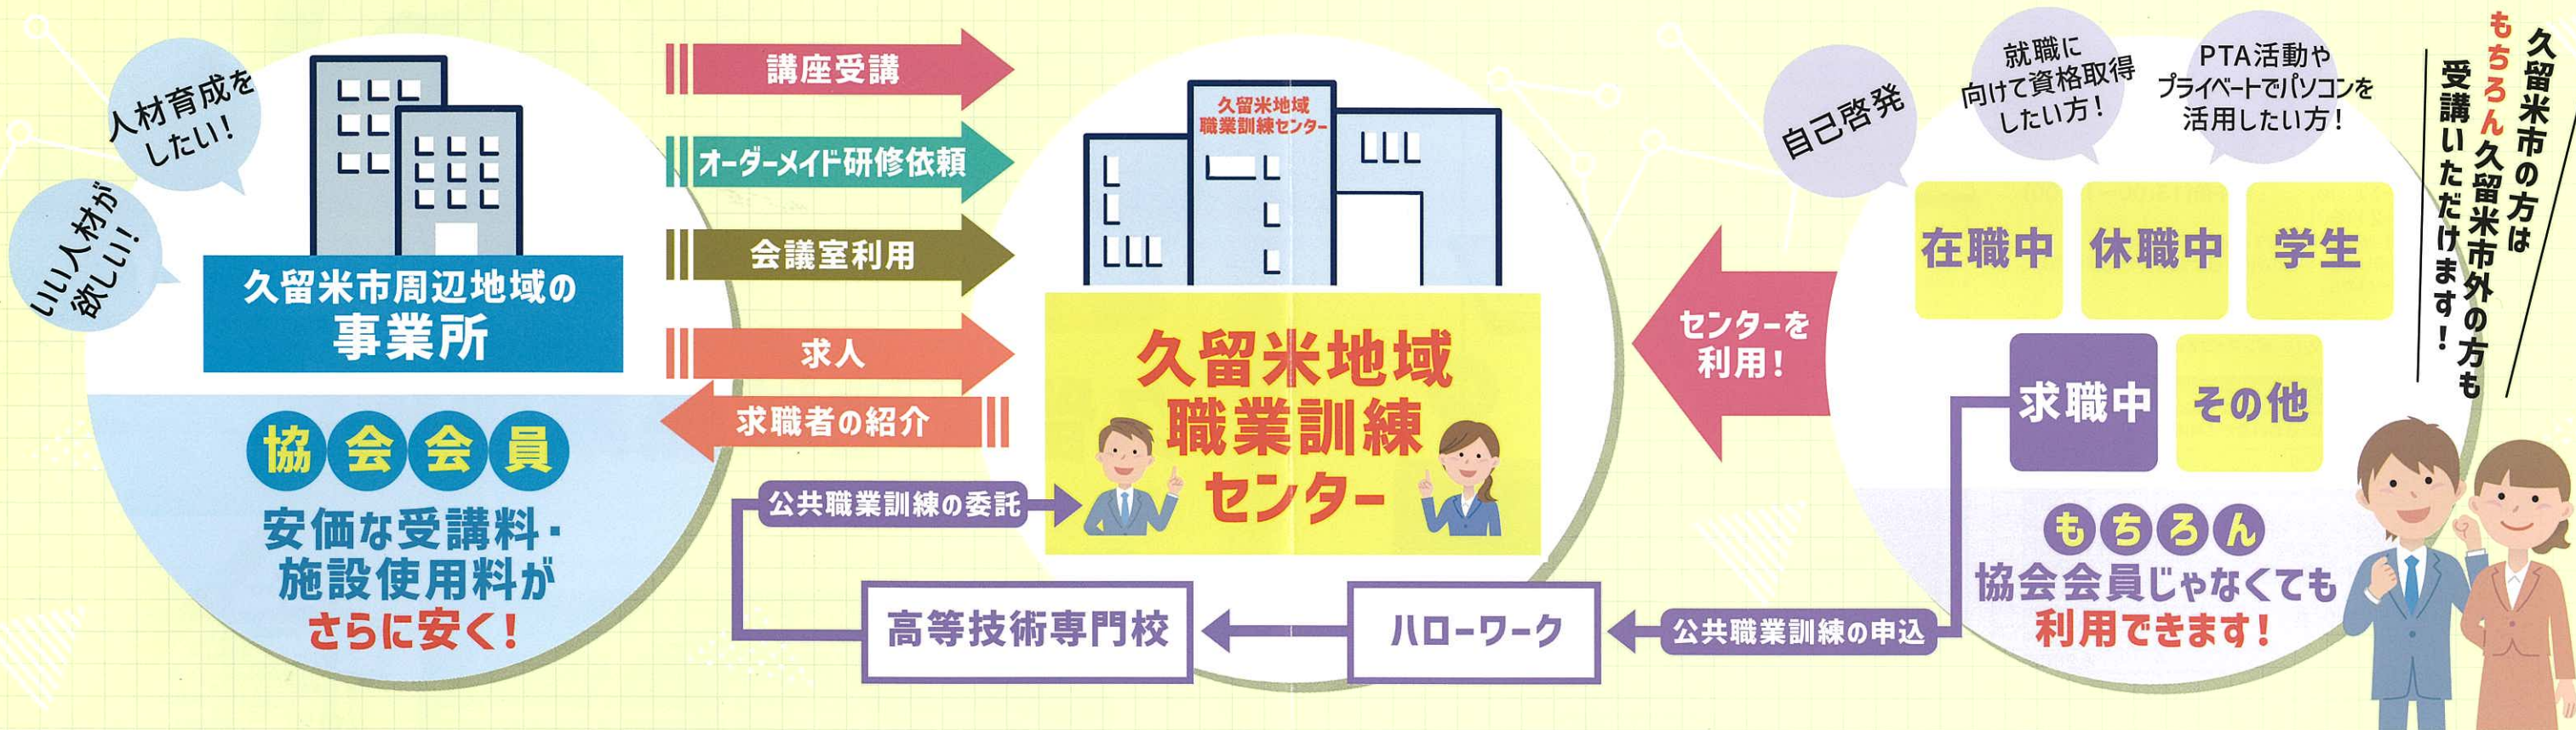 人材育成を
したい！
いい人材が
欲しい！
久留米市周辺地域の
事業所
協会会員
安価な受講料・
施設使用料が
さらに安く！
講座受講
オーダーメイド研修依頼
会議室利用
求人
求職者の紹介
久留米地域
職業訓練センター
久留米地域
職業訓練
センター
公共職業訓練の委託
高等技術専門校
ハローワーク
公共職業訓練の申込
センターを
利用！
自己啓発
就職に
向けて資格取得
したい方！
PTA活動や
プライベートでパソコンを
活用したい方！
在職中
休職中
学生
求職中
その他
もちろん
協会会員じゃなくても
利用できます！
久留米市の方は
もちろん久留米市外の方も
受講いただけます！